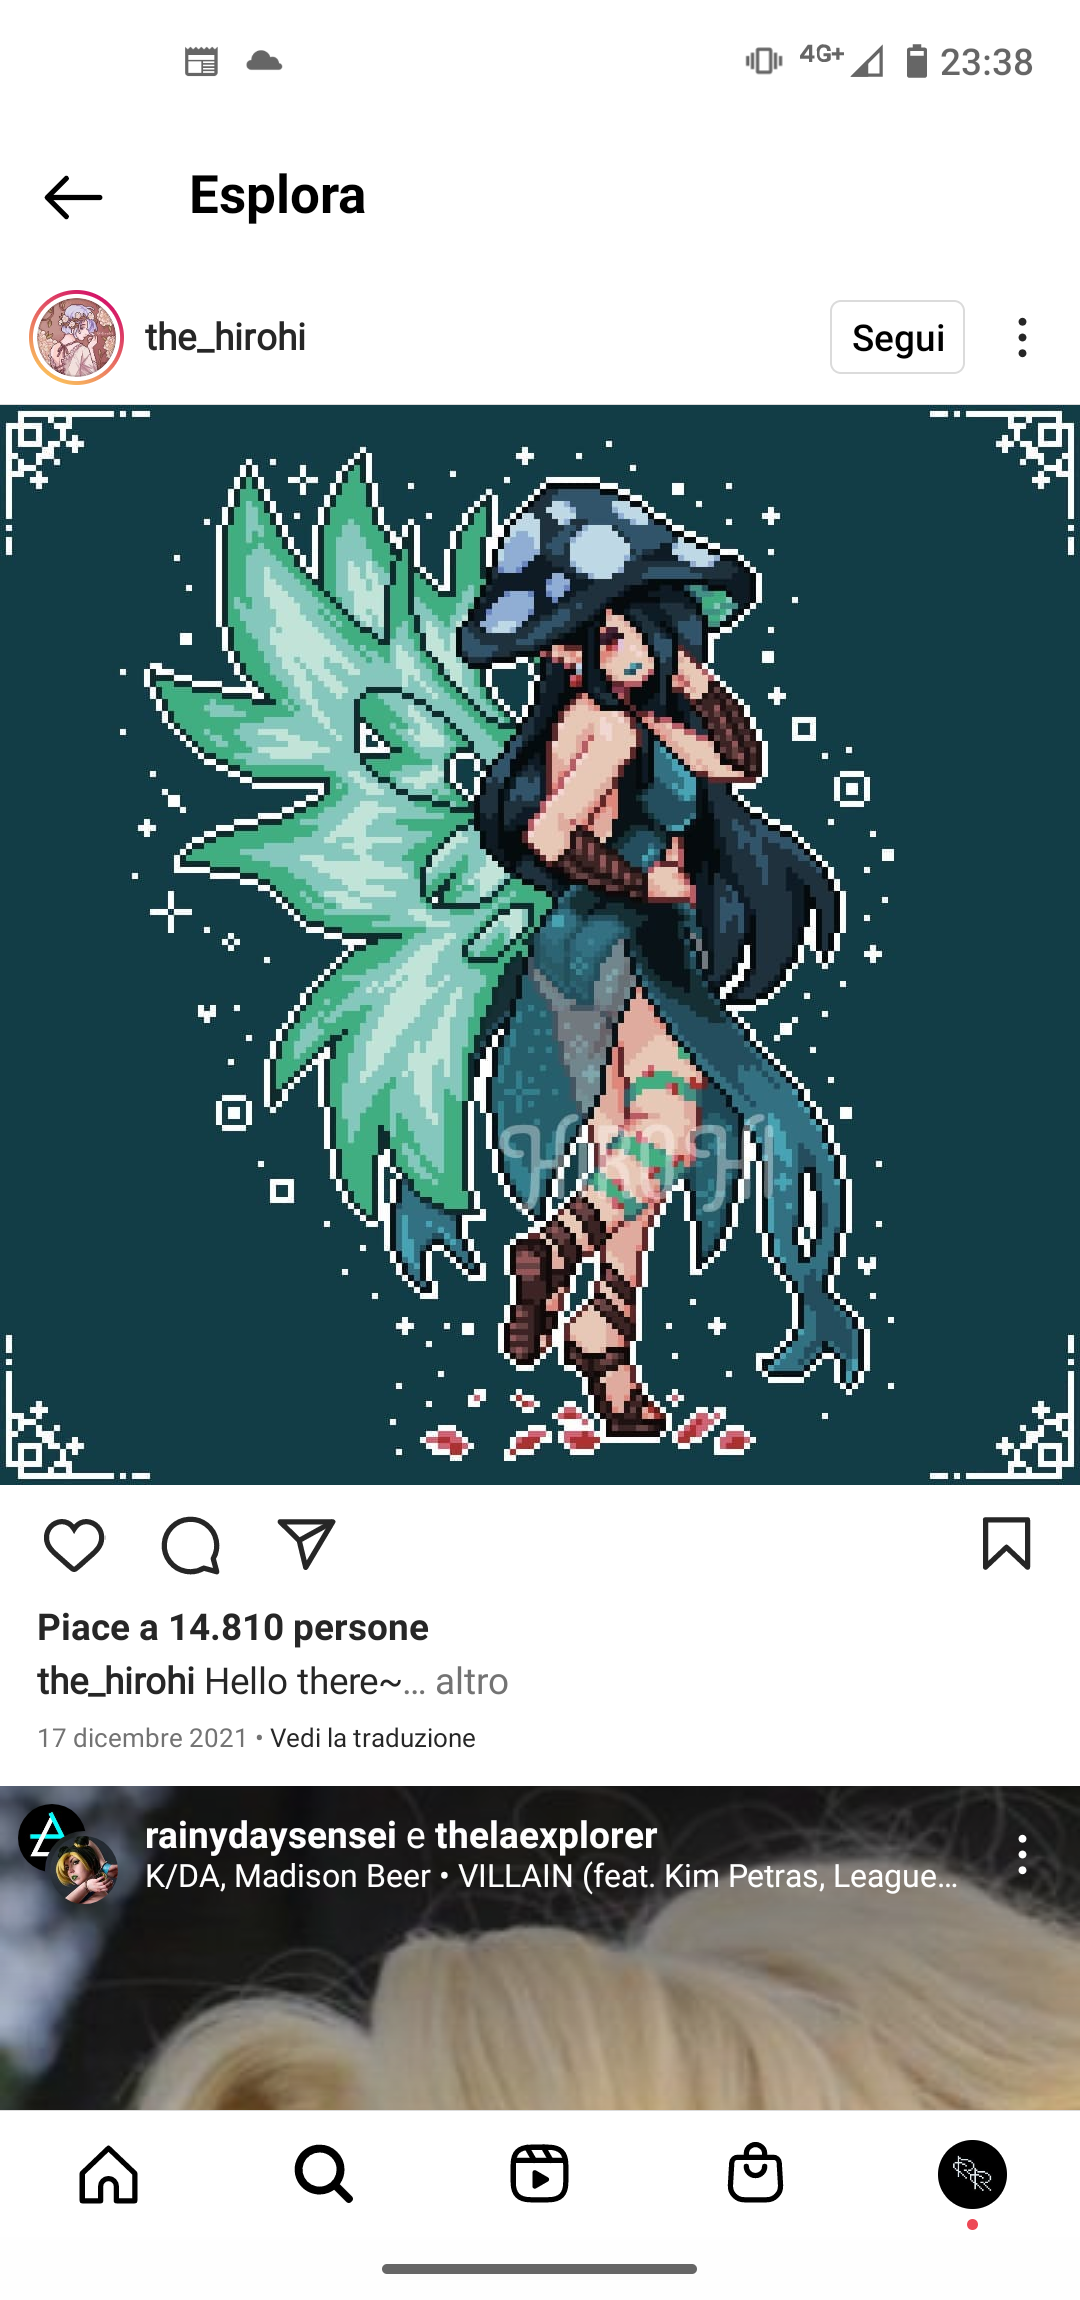 4G+ 23:38
Esplora
the_hirohi
Segui
HIROHI
Piace a 14.810 persone
the_hirohi Hello there~... altro
17 dicembre 2021 • Vedi la traduzione
rainydaysensei e thelaexplorer
K/DA, Madison Beer • VILLAIN (feat. Kim Petras, League...